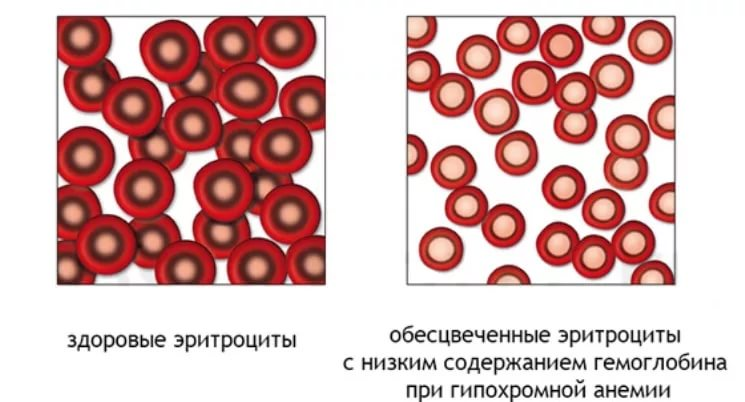 здоровые эритроциты
обесцвеченные эритроциты
с низким содержанием гемоглобина
при гипохромной анемии